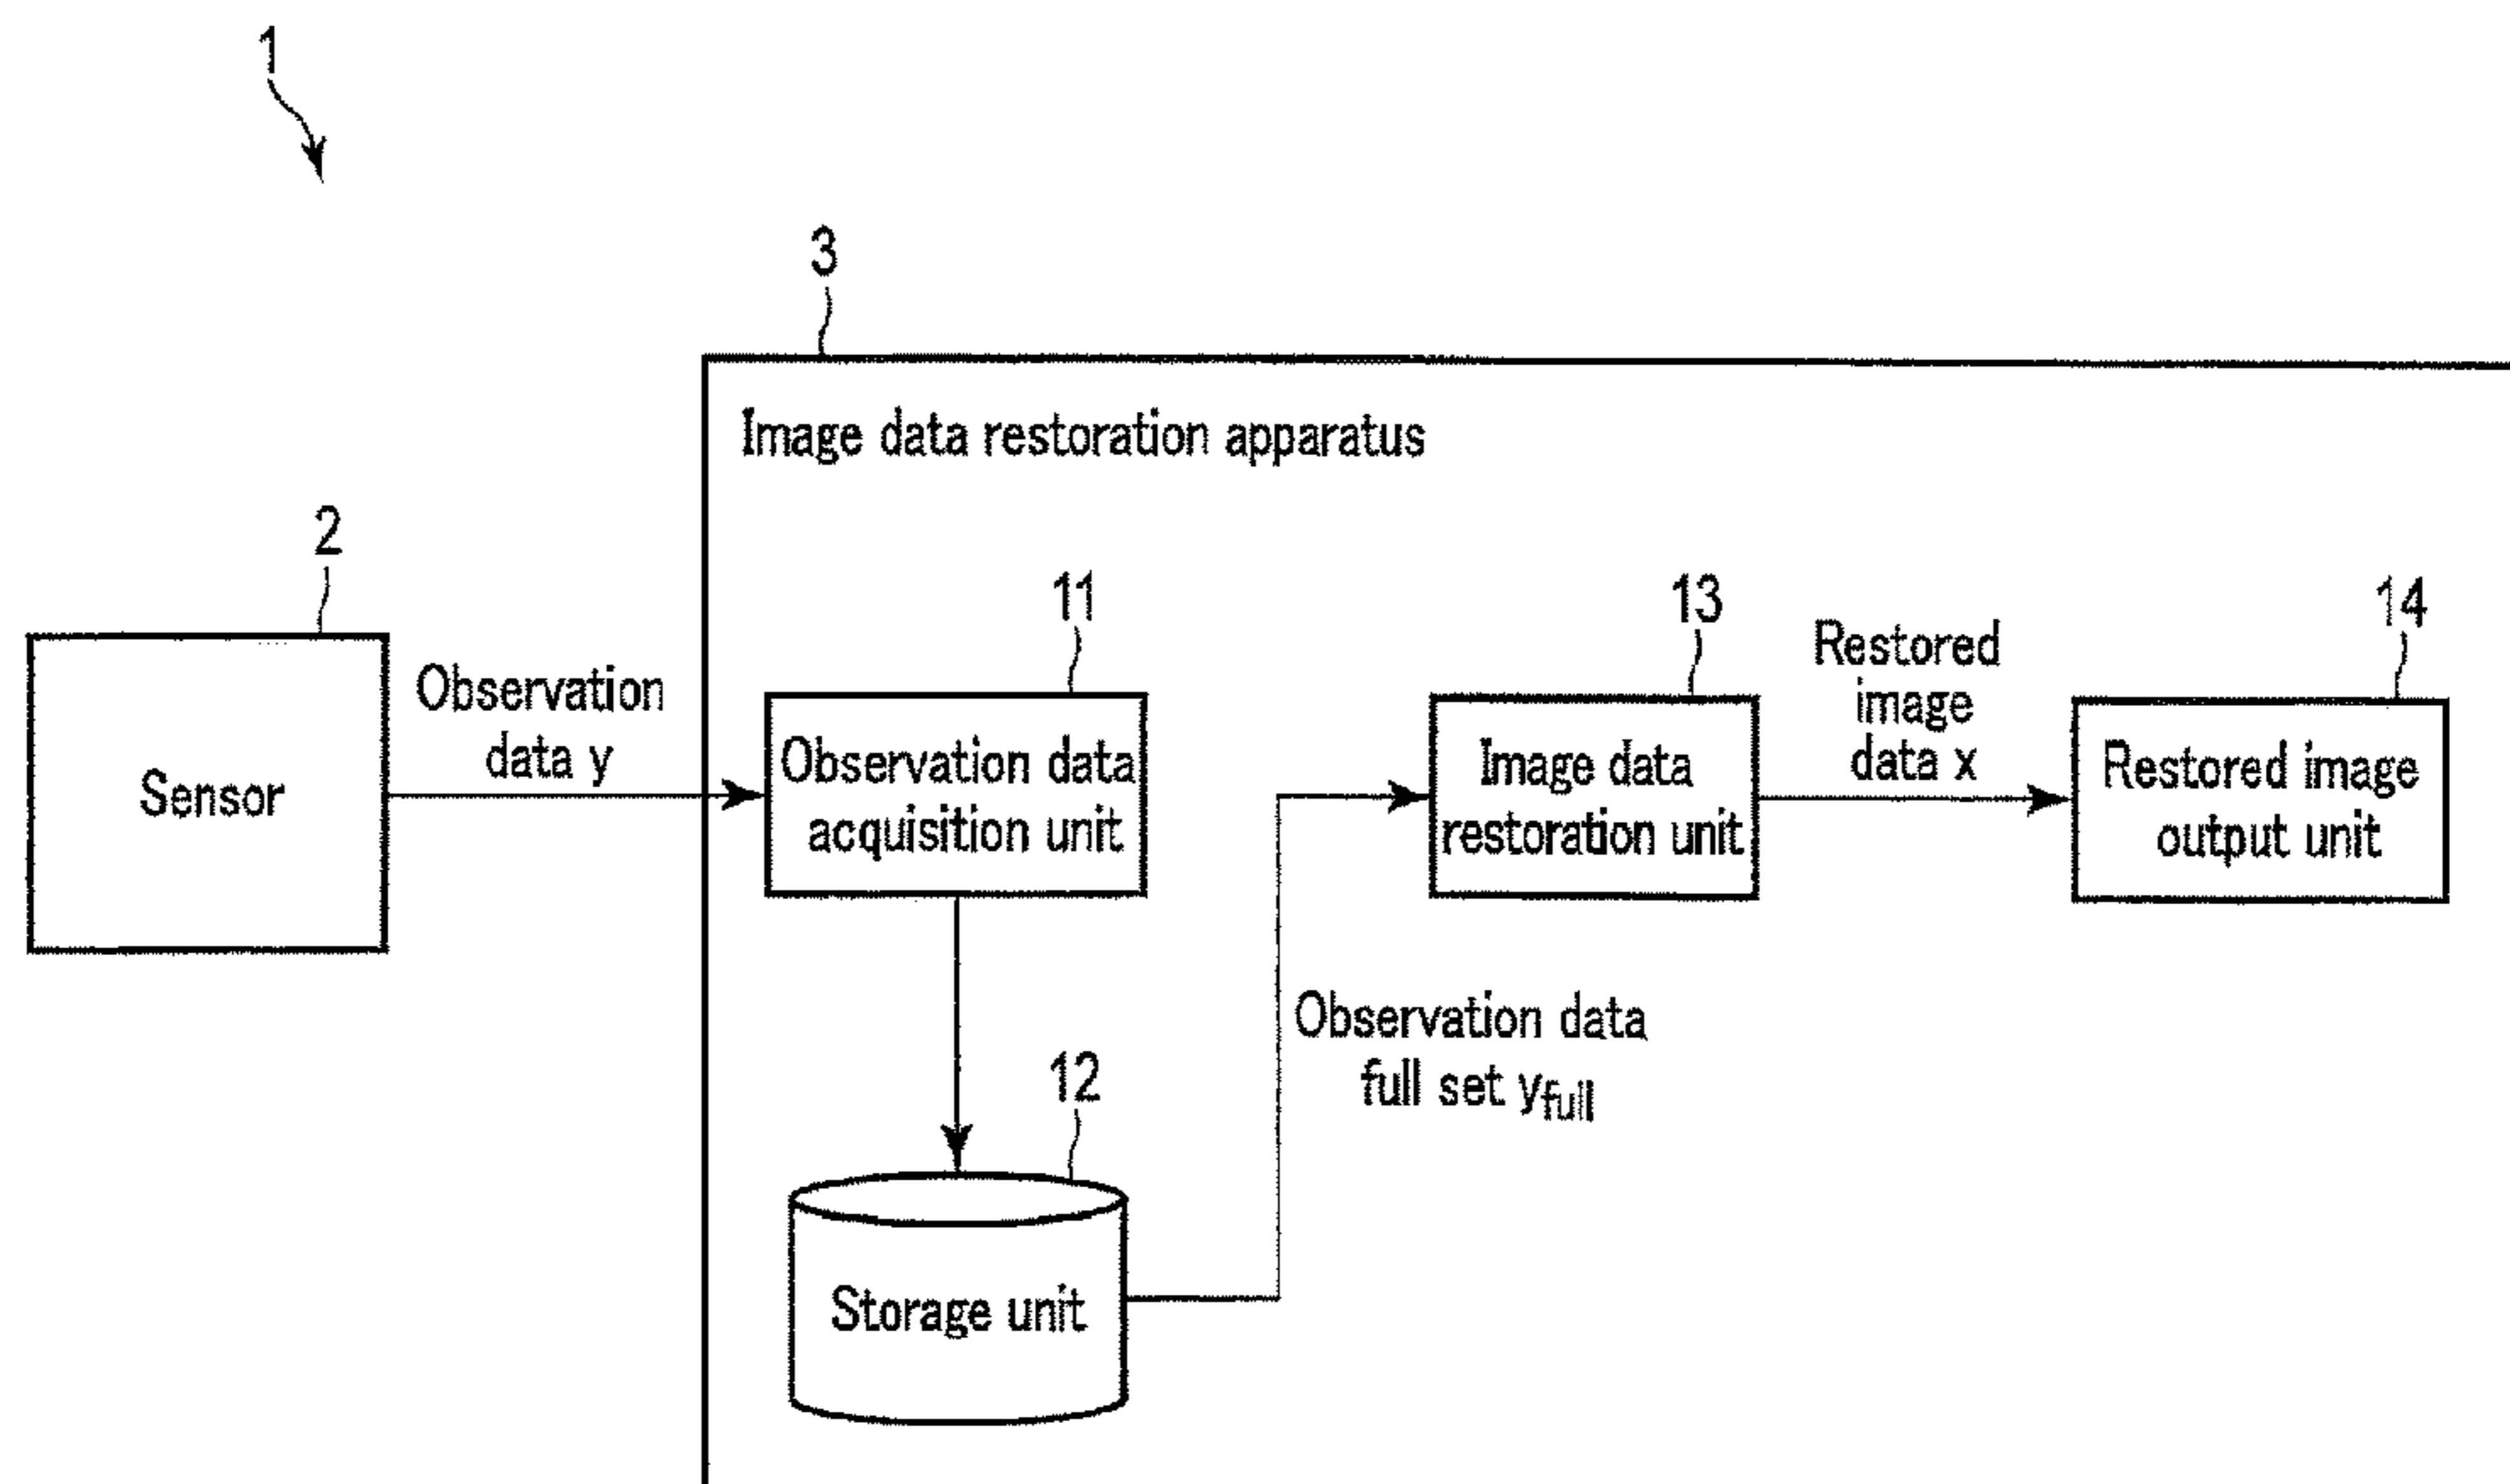 1
3
Image data restoration apparatus
2
11
13
14
Observation
data y
Restored
image
data x
Sensor
Observation data
acquisition unit
Image data
restoration unit
Restored image
output unit
Observation data
full set yfull
12
Storage unit